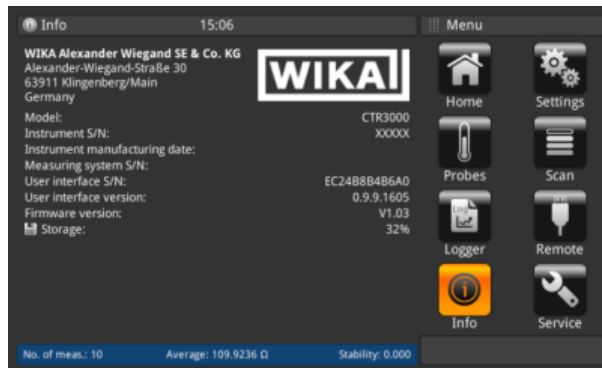 Info 15:06
WIKA Alexander Wiegand SE & Co. KG
Alexander-Wiegand-Straße 30
63911 Klingenberg/Main
Germany
WIKA
Model: CTR3000
Instrument S/N: XXXXX
Instrument manufacturing date:
Measuring system S/N:
User interface S/N: EC24B8B4B6A0
User interface version: 0.9.9.1605
Firmware version: V1.03
Storage: 32%
No. of meas.: 10 Average: 109.9236 Ω Stability: 0.000
Menu
Home Settings
Probes Scan
Log
Logger Remote
Info Service